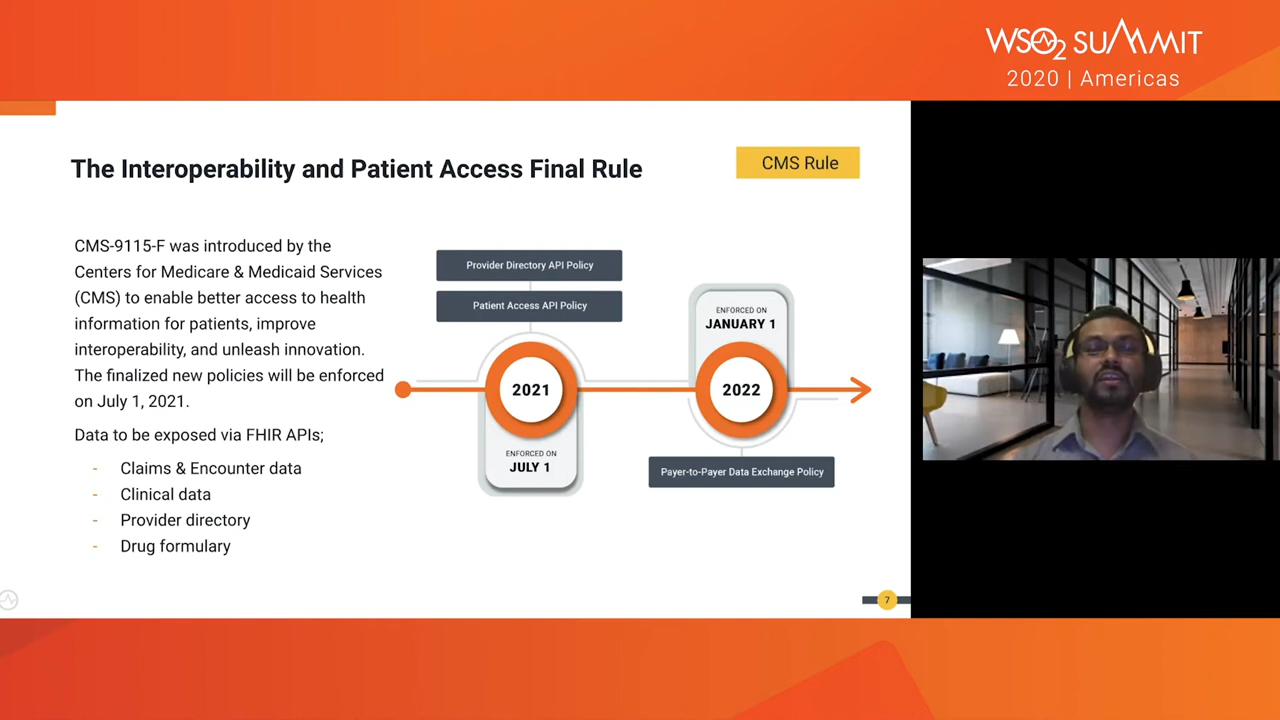 WSO2 SUMMIT
2020 | Americas
The Interoperability and Patient Access Final Rule
CMS Rule
CMS-9115-F was introduced by the
Centers for Medicare & Medicaid Services
(CMS) to enable better access to health
information for patients, improve
interoperability, and unleash innovation.
The finalized new policies will be enforced
on July 1, 2021.
Data to be exposed via FHIR APIs;
- Claims & Encounter data
- Clinical data
- Provider directory
- Drug formulary
Provider Directory API Policy
Patient Access API Policy
2021
ENFORCED ON
JULY 1
ENFORCED ON
JANUARY 1
2022
Payer-to-Payer Data Exchange Policy
7